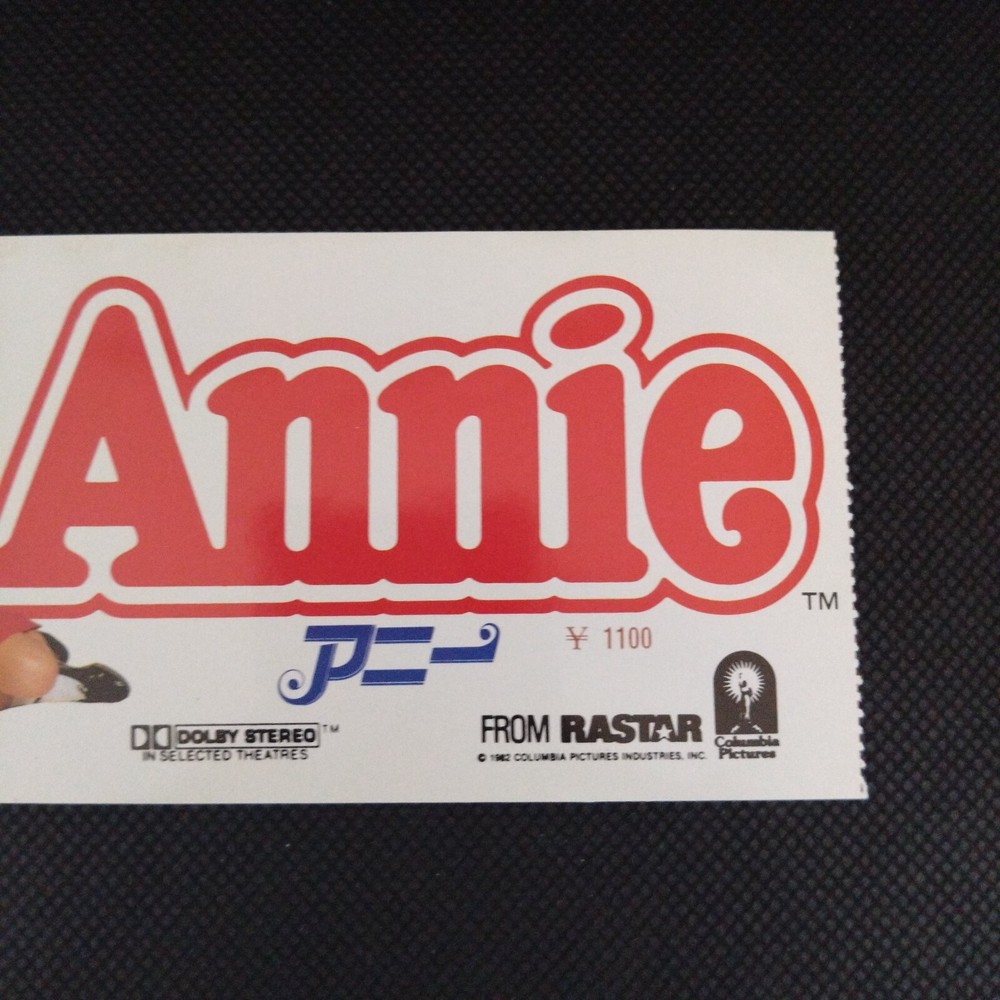 Annie
TM
アニー
¥ 1100
DOLBY STEREO TM
IN SELECTED THEATRES
FROM RASTAR
© 1982 COLUMBIA PICTURES INDUSTRIES, INC.
Columbia
Pictures